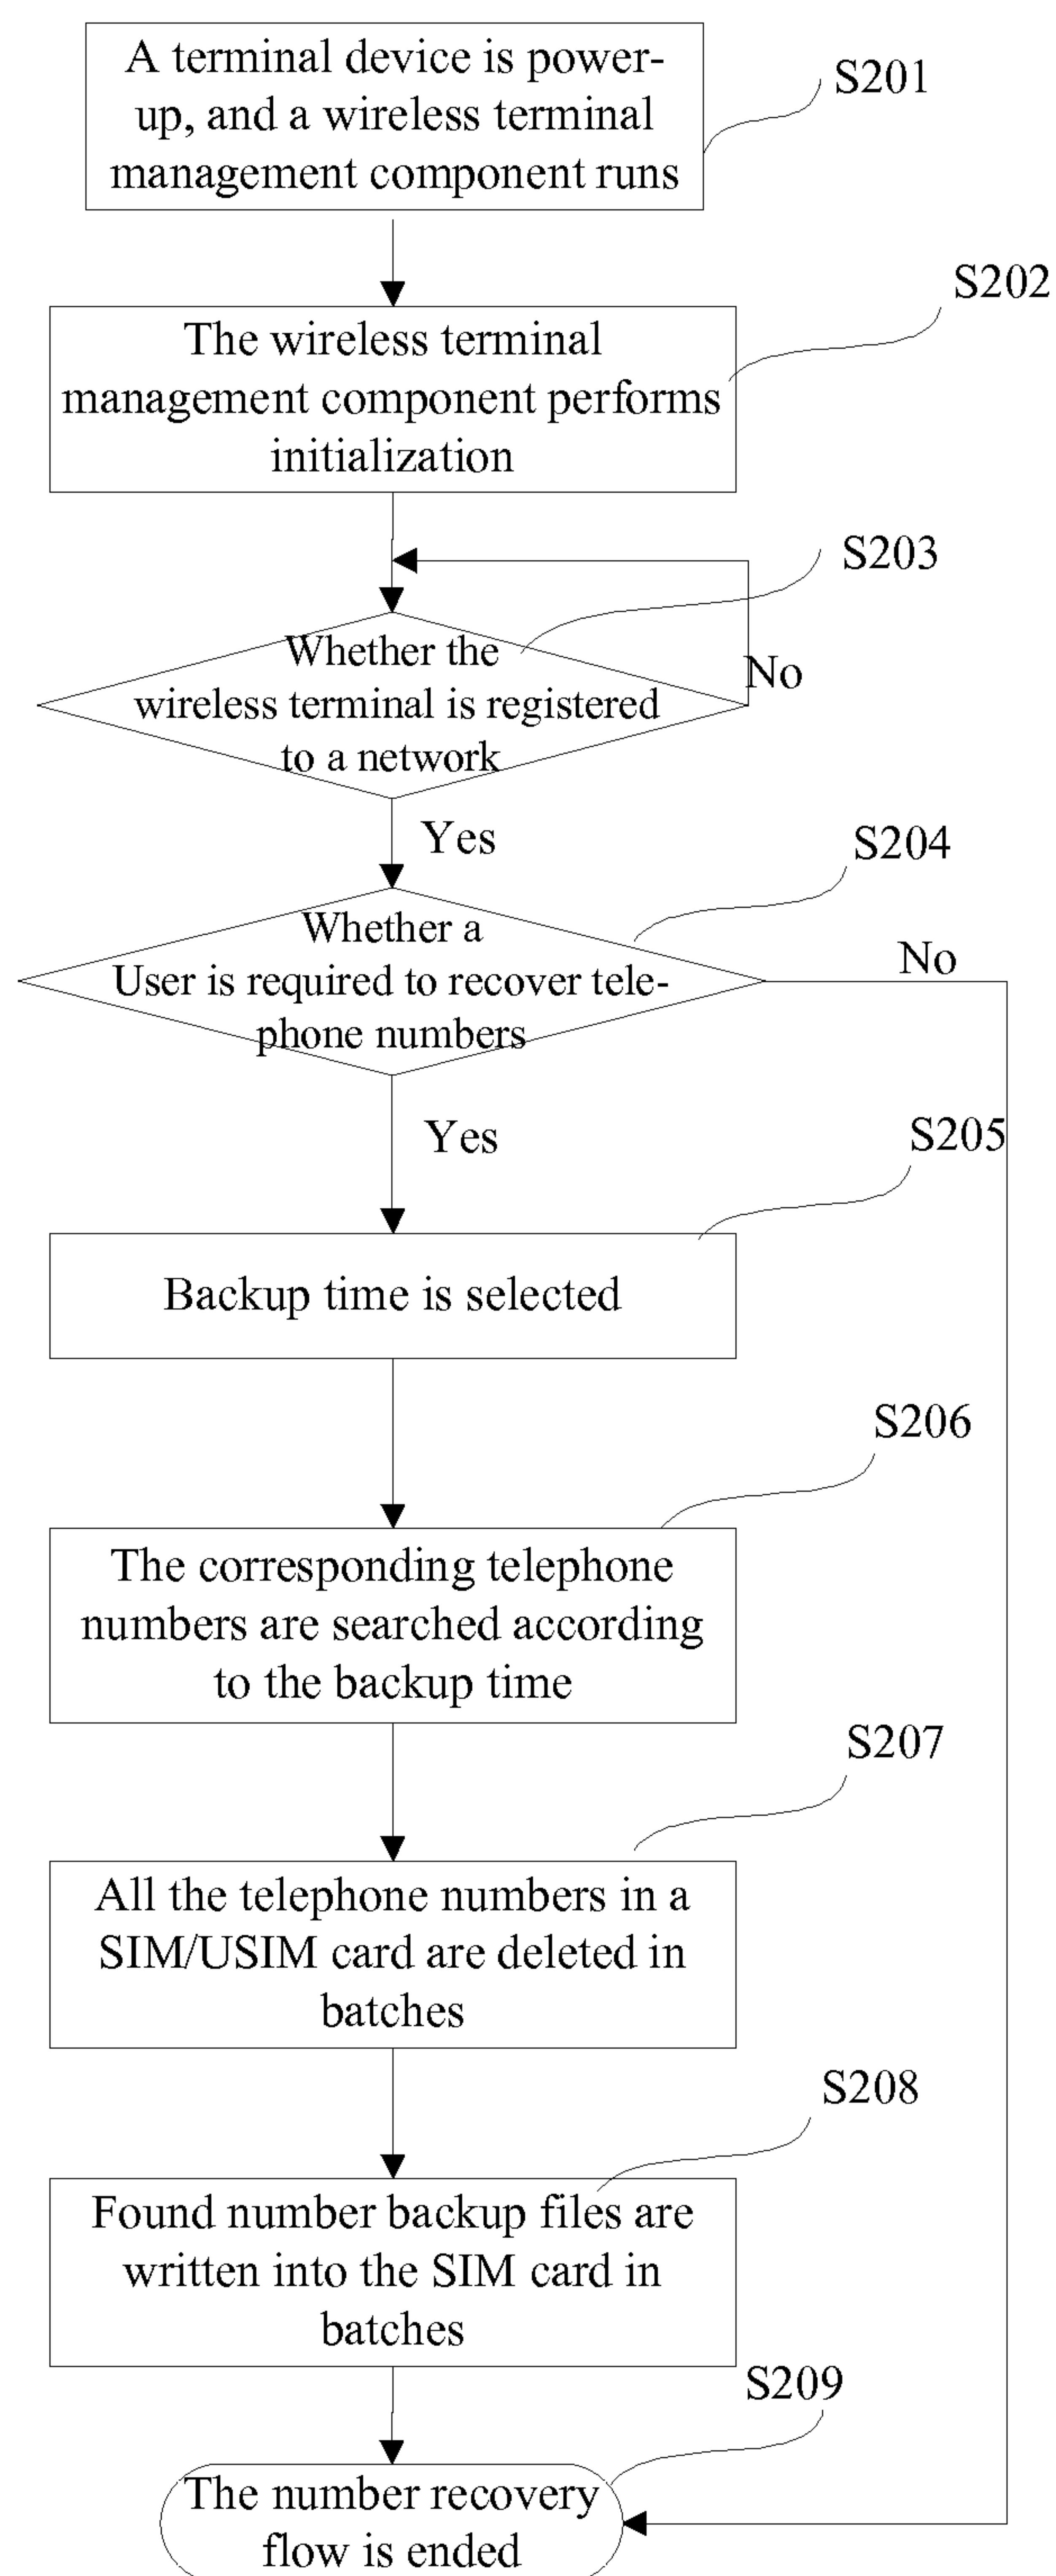 A terminal device is power-
up, and a wireless terminal
management component runs
S201
S202
The wireless terminal
management component performs
initialization
S203
Whether the
wireless terminal is registered
to a network
No
Yes
S204
Whether a
User is required to recover tele-
phone numbers
No
Yes
S205
Backup time is selected
S206
The corresponding telephone
numbers are searched according
to the backup time
S207
All the telephone numbers in a
SIM/USIM card are deleted in
batches
S208
Found number backup files are
written into the SIM card in
batches
S209
The number recovery
flow is ended